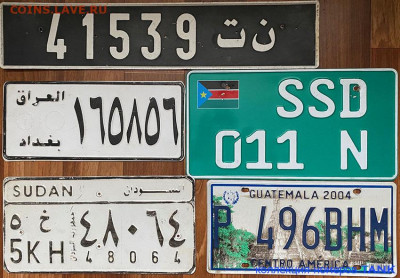 COINS.LAVE.RU
41539 ن ت
العراق
بغداد
١٦٥٨٥٦
SSD
011 N
SUDAN السودان
خ ٥
5KH
٤٨٠٦٤
48064
GUATEMALA 2004
P 496BHM
CENTRO AMERICA